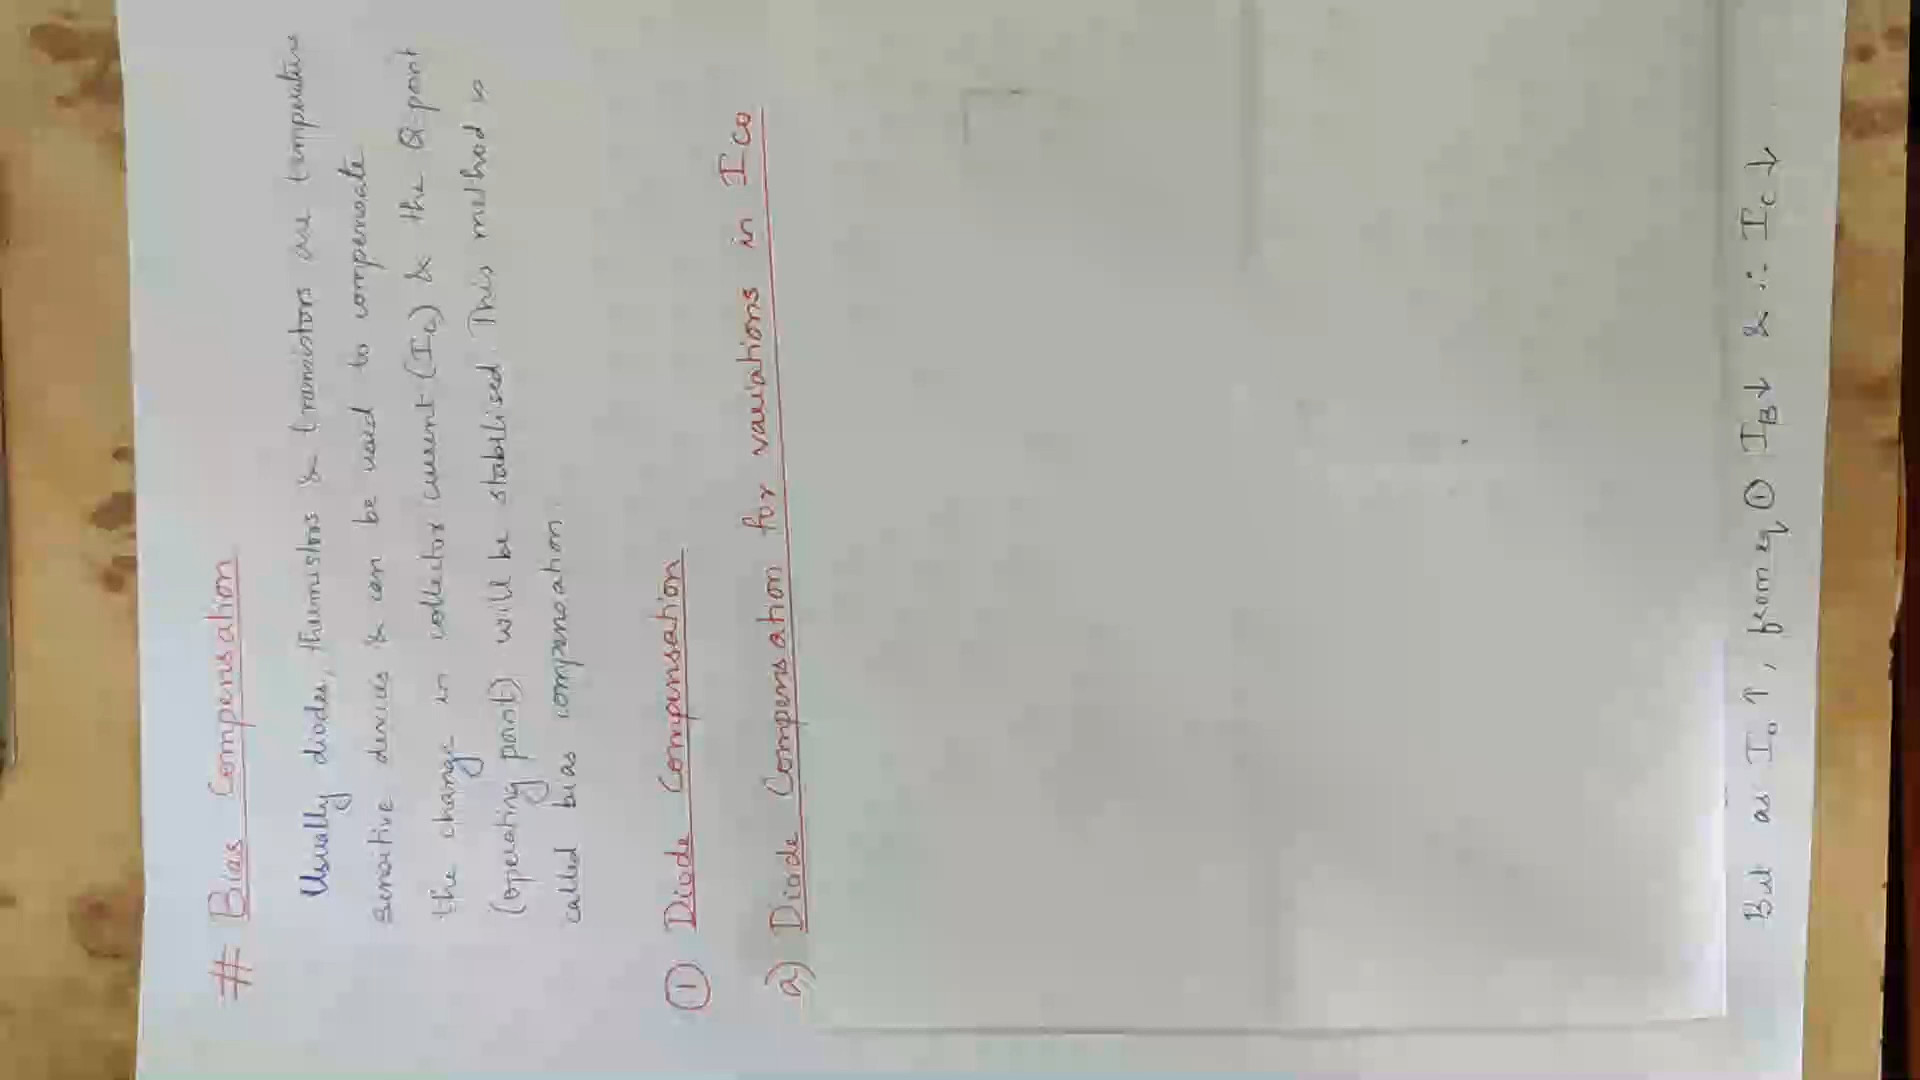 # Bias Compensation
Usually diodes, thermistors & transistors are temperature
sensitive devices & can be used to compensate
the change in collector current (Ic) & the Q-point
(operating point) will be stabilised. This method is
called bias compensation.
① Diode Compensation
a) Diode Compensation for variations in Ico
But as Io ↑, from eq ① IB↓ & ∴ Ic↓